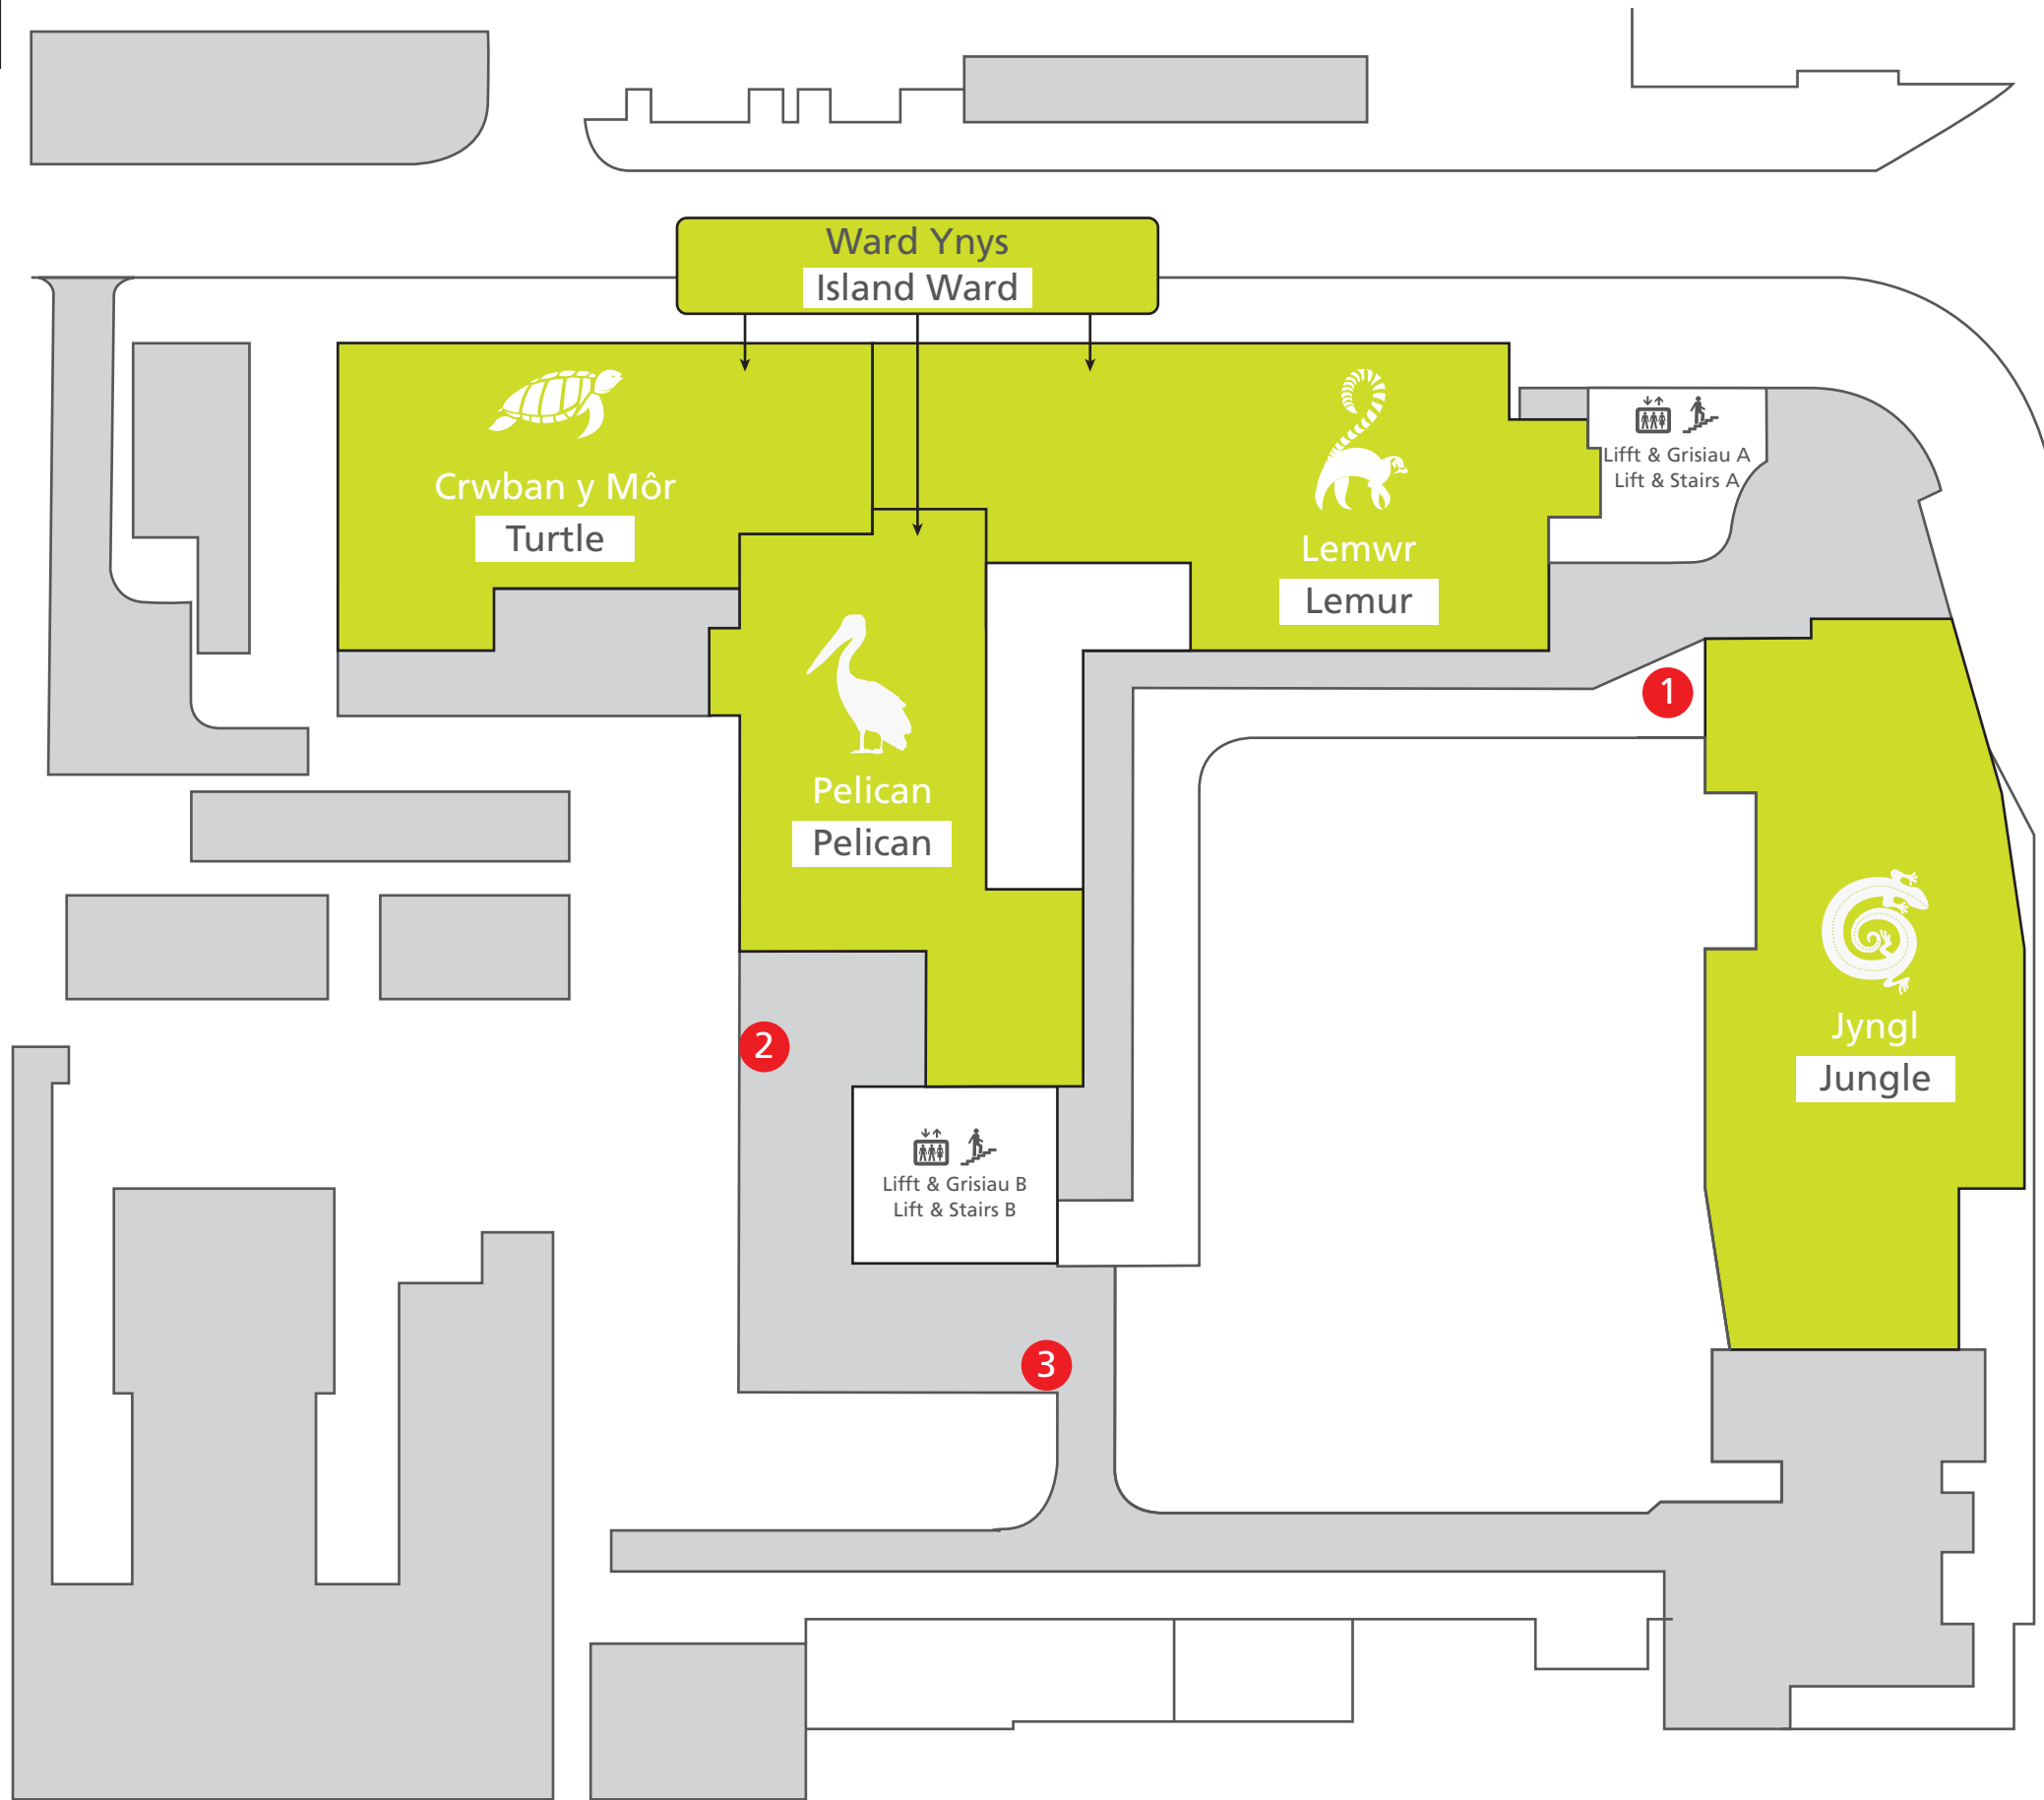 Ward Ynys
Island Ward
Lifft & Grisiau A
Lift & Stairs A
Crwban y Môr
Turtle
Lemwr
Lemur
1
Pelican
Pelican
Jyngl
Jungle
2
Lifft & Grisiau B
Lift & Stairs B
3